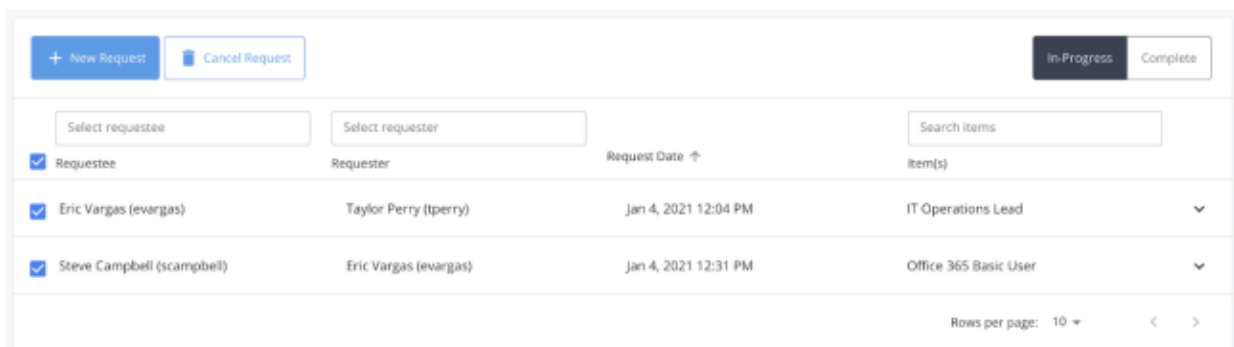 + New Request Cancel Request In-Progress Complete
Select requestee Select requester Search items
Requestee Requester Request Date ↑ Item(s)
Eric Vargas (evargas) Taylor Perry (tperry) Jan 4, 2021 12:04 PM IT Operations Lead
Steve Campbell (scampbell) Eric Vargas (evargas) Jan 4, 2021 12:31 PM Office 365 Basic User
Rows per page: 10